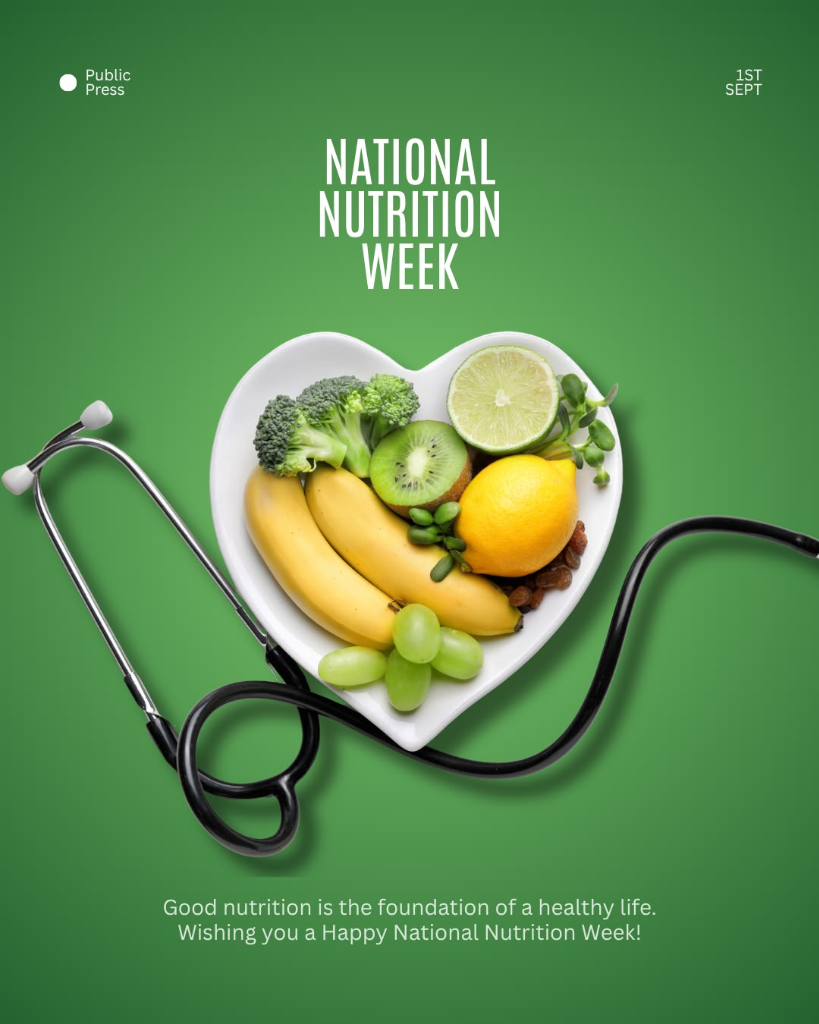 Public
Press
1ST
SEPT
NATIONAL
NUTRITION
WEEK
Good nutrition is the foundation of a healthy life.
Wishing you a Happy National Nutrition Week!